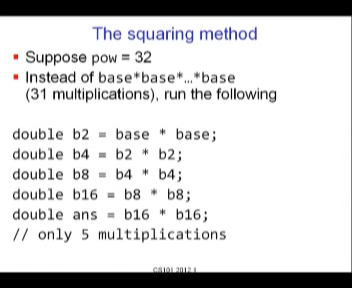 The squaring method
▪ Suppose pow = 32
▪ Instead of base*base*…*base
(31 multiplications), run the following
double b2 = base * base;
double b4 = b2 * b2;
double b8 = b4 * b4;
double b16 = b8 * b8;
double ans = b16 * b16;
// only 5 multiplications
CS101 2012.1